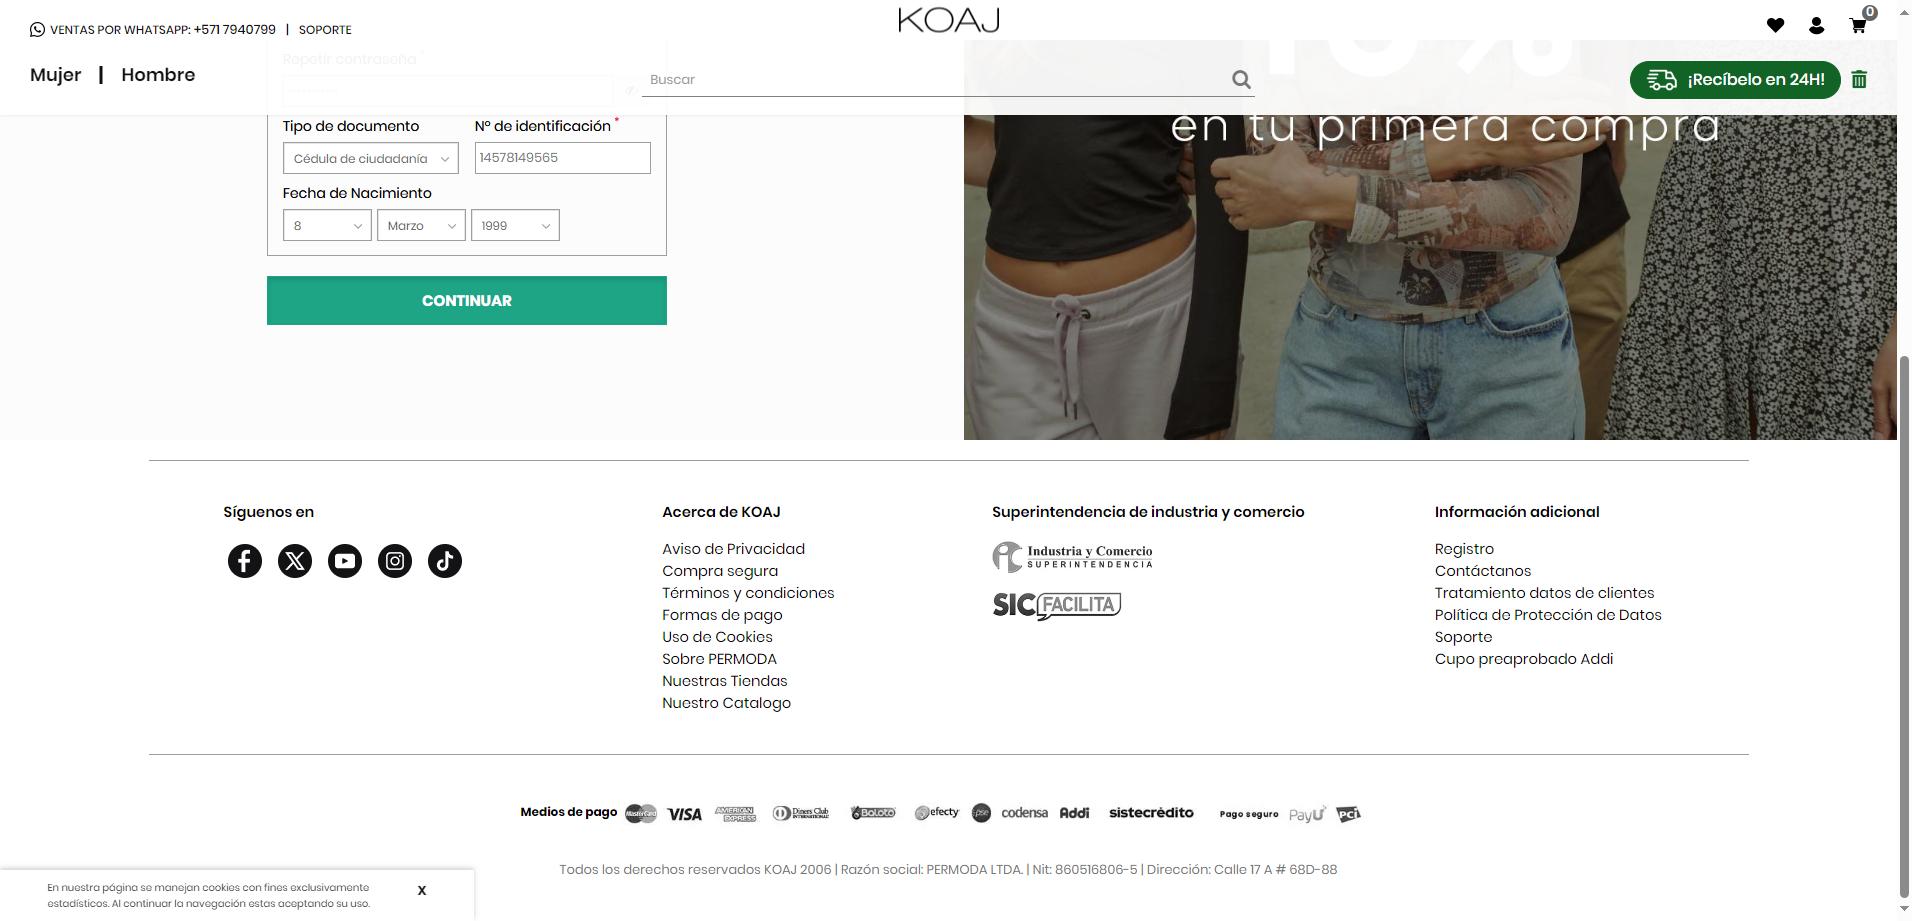 VENTAS POR WHATSAPP: +571 7940799 | SOPORTE
KOAJ
0
Mujer | Hombre
Buscar
¡Recíbelo en 24H!
Repetir contraseña *
10%
en tu primera compra
Tipo de documento
Nº de identificación *
Cédula de ciudadanía
14578149565
Fecha de Nacimiento
8
Marzo
1999
CONTINUAR
Síguenos en
Acerca de KOAJ
Aviso de Privacidad
Compra segura
Términos y condiciones
Formas de pago
Uso de Cookies
Sobre PERMODA
Nuestras Tiendas
Nuestro Catalogo
Superintendencia de industria y comercio
Industria y Comercio
SUPERINTENDENCIA
SIC FACILITA
Información adicional
Registro
Contáctanos
Tratamiento datos de clientes
Política de Protección de Datos
Soporte
Cupo preaprobado Addi
Medios de pago MasterCard VISA AMERICAN EXPRESS Diners Club INTERNATIONAL Baloto efecty pse codensa Addi sistecrédito Pago seguro PayU PCI
Todos los derechos reservados KOAJ 2006 | Razón social: PERMODA LTDA. | Nit: 860516806-5 | Dirección: Calle 17 A # 68D-88
En nuestra página se manejan cookies con fines exclusivamente
estadísticos. Al continuar la navegación estas aceptando su uso.
X